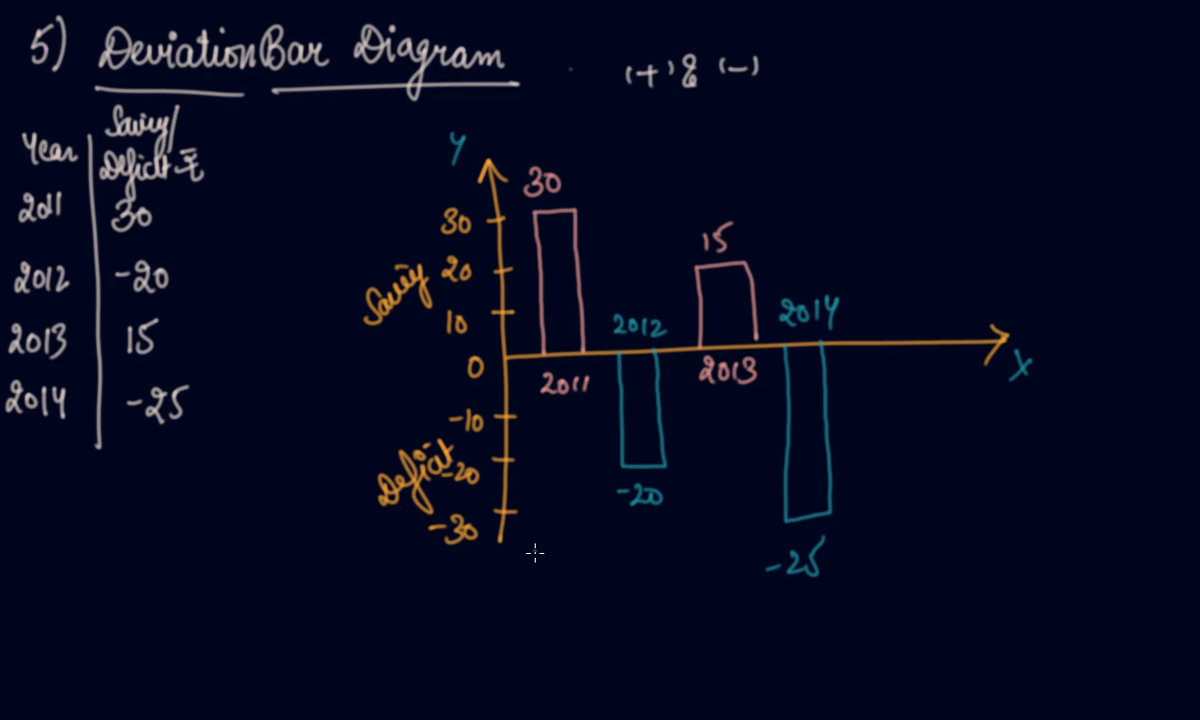 5) Deviation Bar Diagram (+) & (-)
Year Saving/
Deficit ₹
2011 30
2012 -20
2013 15
2014 -25
Y
30
20
10
0
-10
-20
-30
Saving
Deficit
30
2011
2012
-20
15
2013
2014
-25
X